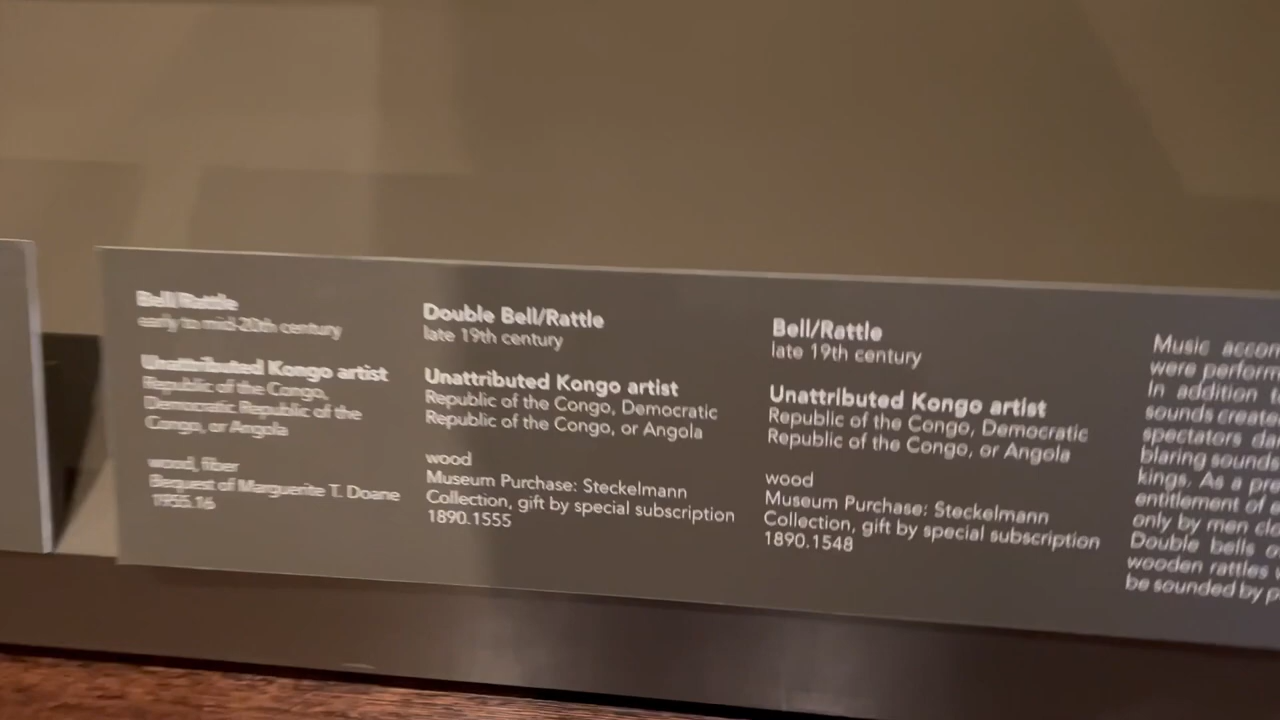 Bell/Rattle
early to mid-20th century
Unattributed Kongo artist
Republic of the Congo,
Democratic Republic of the
Congo, or Angola
wood, fiber
Bequest of Marguerite T. Doane
1955.16
Double Bell/Rattle
late 19th century
Unattributed Kongo artist
Republic of the Congo, Democratic
Republic of the Congo, or Angola
wood
Museum Purchase: Steckelmann
Collection, gift by special subscription
1890.1555
Bell/Rattle
late 19th century
Unattributed Kongo artist
Republic of the Congo, Democratic
Republic of the Congo, or Angola
wood
Museum Purchase: Steckelmann
Collection, gift by special subscription
1890.1548
Music
were
In addition
sounds
spectators
blaring sounds
kings. As a
entitlement of
only by men
Double bells
wooden rattles
be sounded by